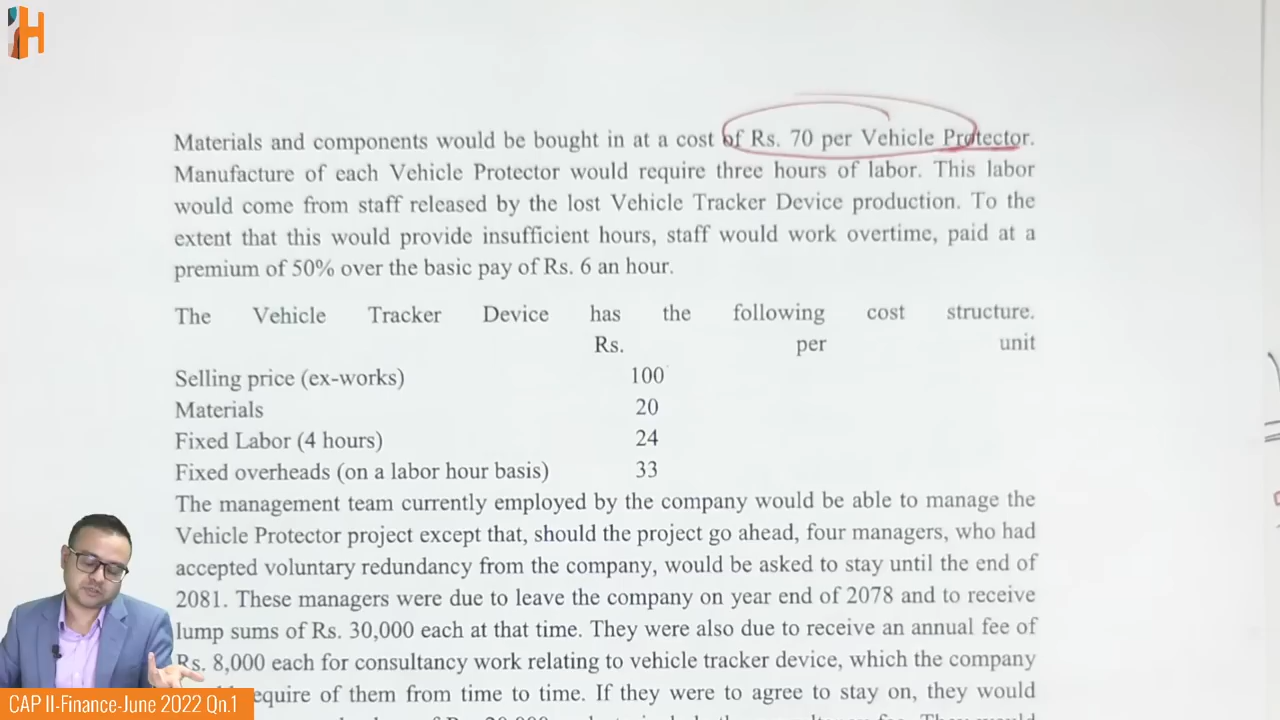 H
Materials and components would be bought in at a cost of Rs. 70 per Vehicle Protector.
Manufacture of each Vehicle Protector would require three hours of labor. This labor
would come from staff released by the lost Vehicle Tracker Device production. To the
extent that this would provide insufficient hours, staff would work overtime, paid at a
premium of 50% over the basic pay of Rs. 6 an hour.
The Vehicle Tracker Device has the following cost structure.
Rs. per unit
Selling price (ex-works) 100
Materials 20
Fixed Labor (4 hours) 24
Fixed overheads (on a labor hour basis) 33
The management team currently employed by the company would be able to manage the
Vehicle Protector project except that, should the project go ahead, four managers, who had
accepted voluntary redundancy from the company, would be asked to stay until the end of
2081. These managers were due to leave the company on year end of 2078 and to receive
lump sums of Rs. 30,000 each at that time. They were also due to receive an annual fee of
Rs. 8,000 each for consultancy work relating to vehicle tracker device, which the company
require of them from time to time. If they were to agree to stay on, they would
CAP II-Finance-June 2022 Qn.1